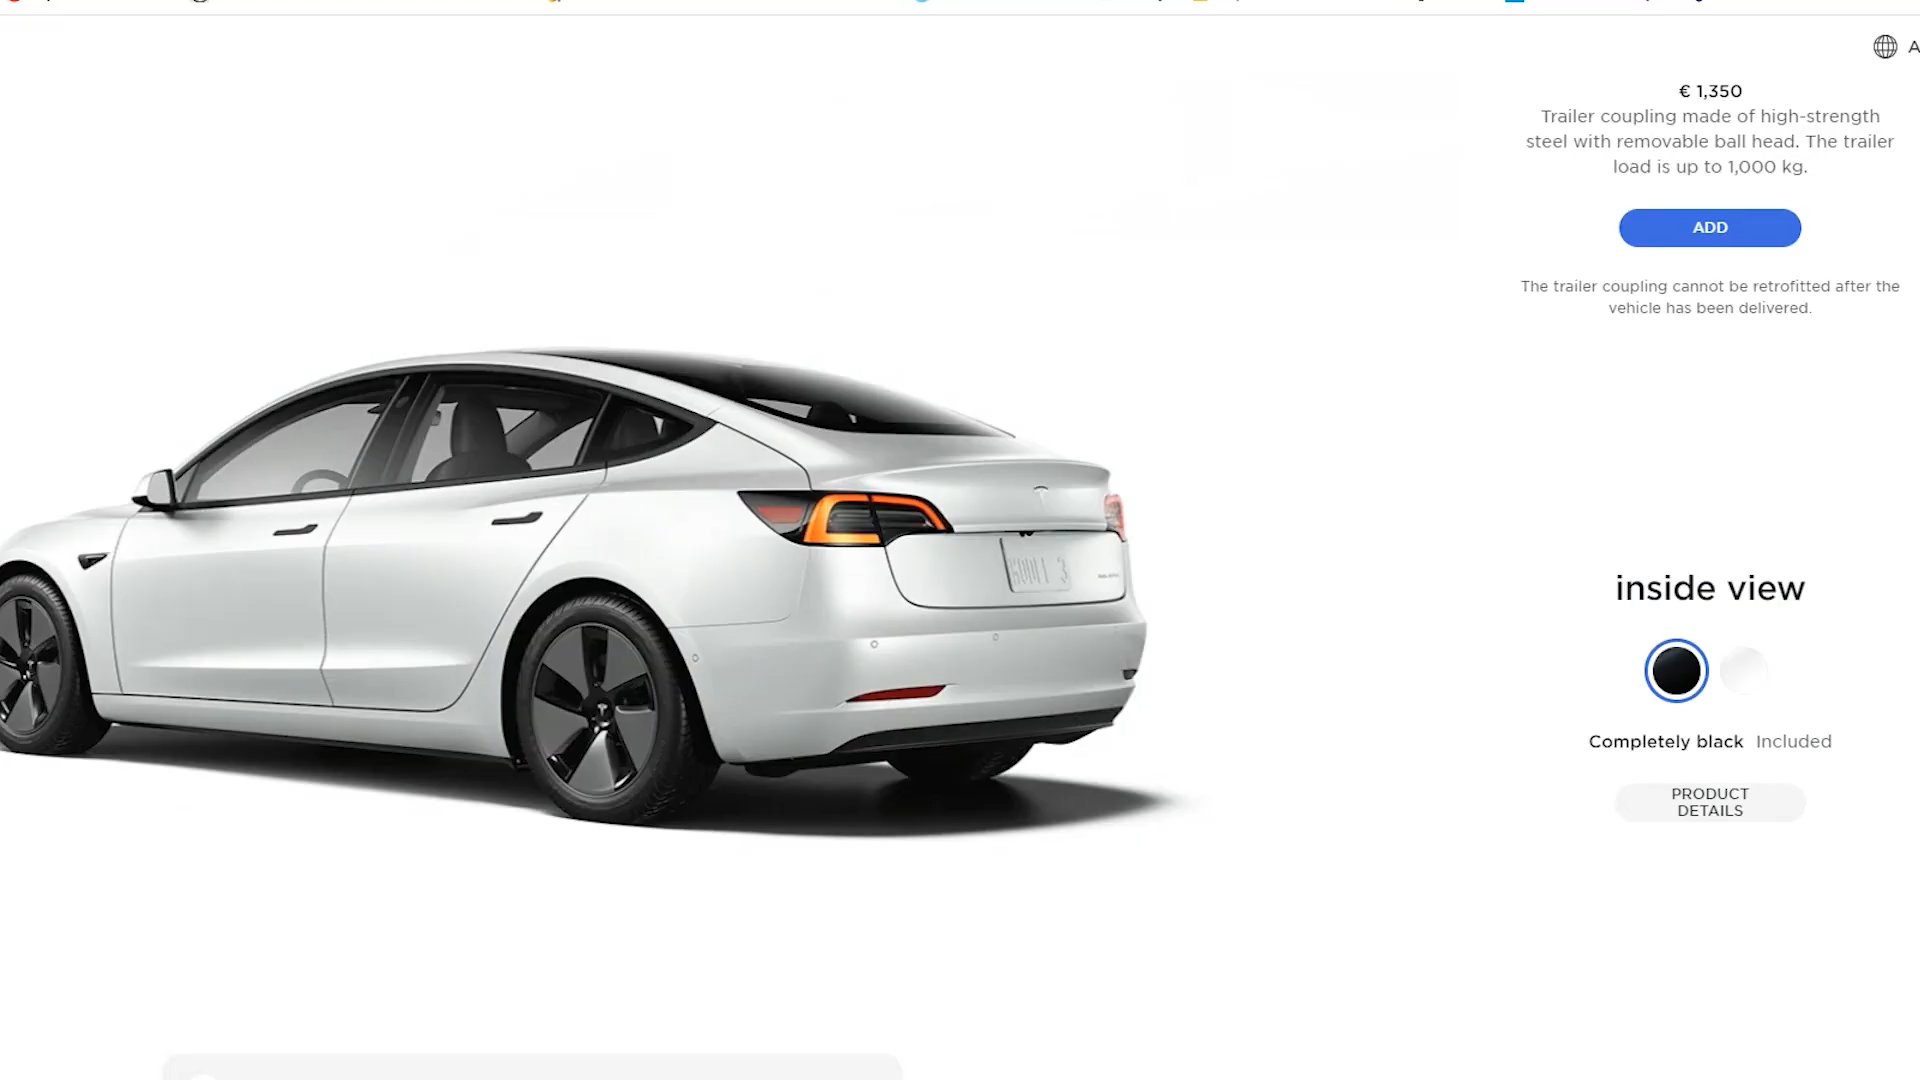 € 1,350
Trailer coupling made of high-strength
steel with removable ball head. The trailer
load is up to 1,000 kg.
ADD
The trailer coupling cannot be retrofitted after the
vehicle has been delivered.
inside view
Completely black Included
PRODUCT
DETAILS